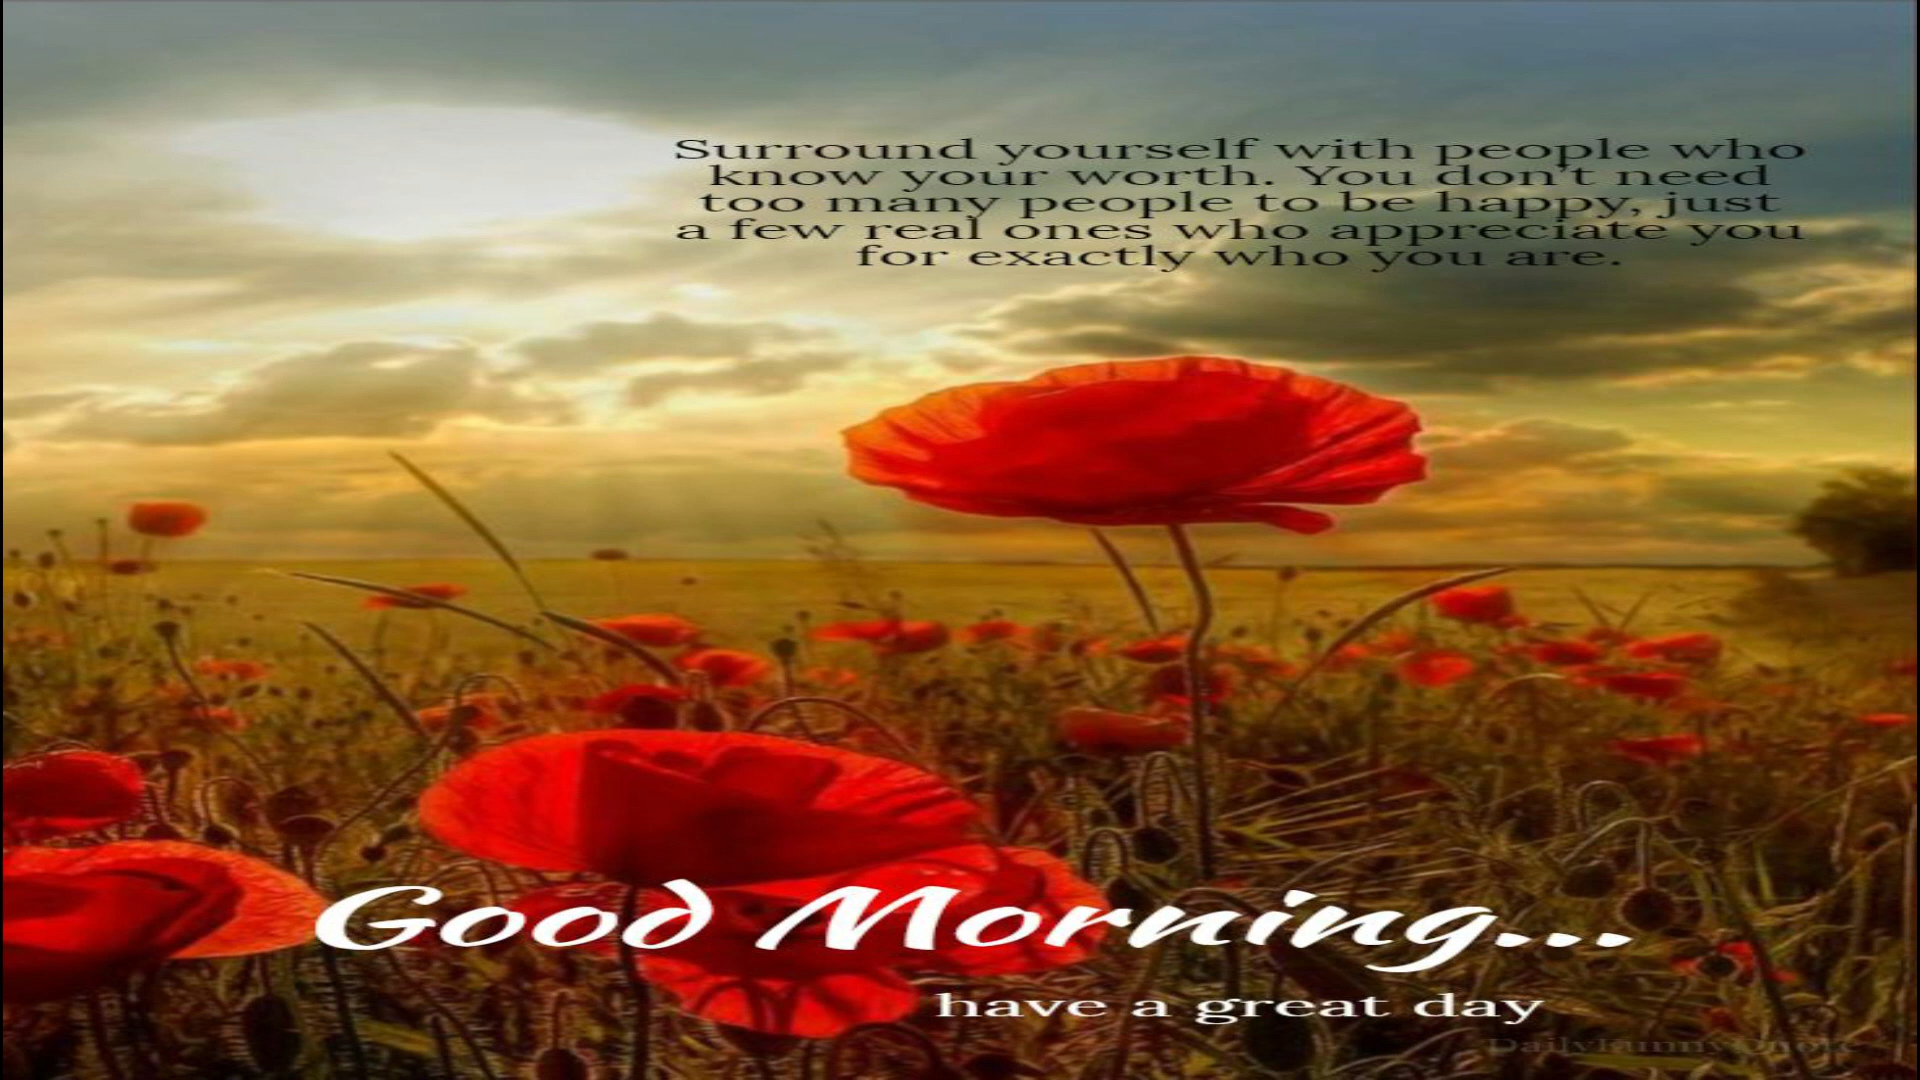 Surround yourself with people who
know your worth. You don't need
too many people to be happy, just
a few real ones who appreciate you
for exactly who you are.
Good Morning...
have a great day